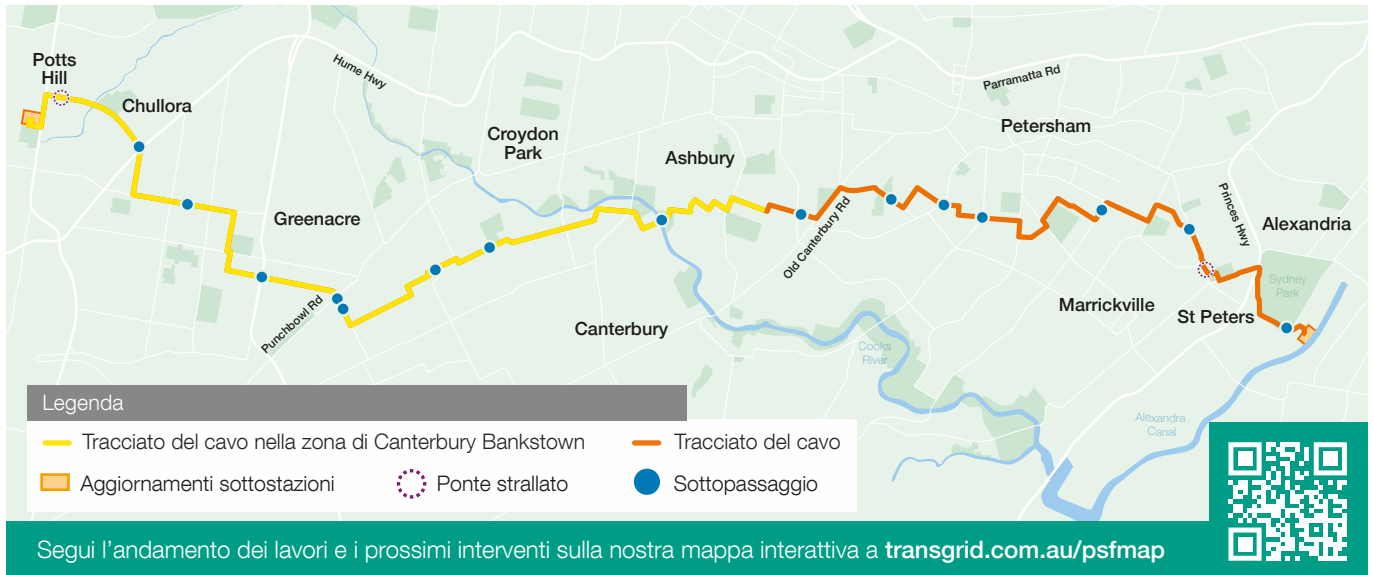 Potts
Hill
Chullora
Hume Hwy
Croydon
Park
Ashbury
Parramatta Rd
Petersham
Greenacre
Old Canterbury Rd
Princes Hwy
Alexandria
Sydney
Park
Punchbowl Rd
Canterbury
Marrickville
St Peters
Cooks
River
Alexandra
Canal
Legenda
Tracciato del cavo nella zona di Canterbury Bankstown
Tracciato del cavo
Aggiornamenti sottostazioni
Ponte strallato
Sottopassaggio
Segui l’andamento dei lavori e i prossimi interventi sulla nostra mappa interattiva a transgrid.com.au/psfmap